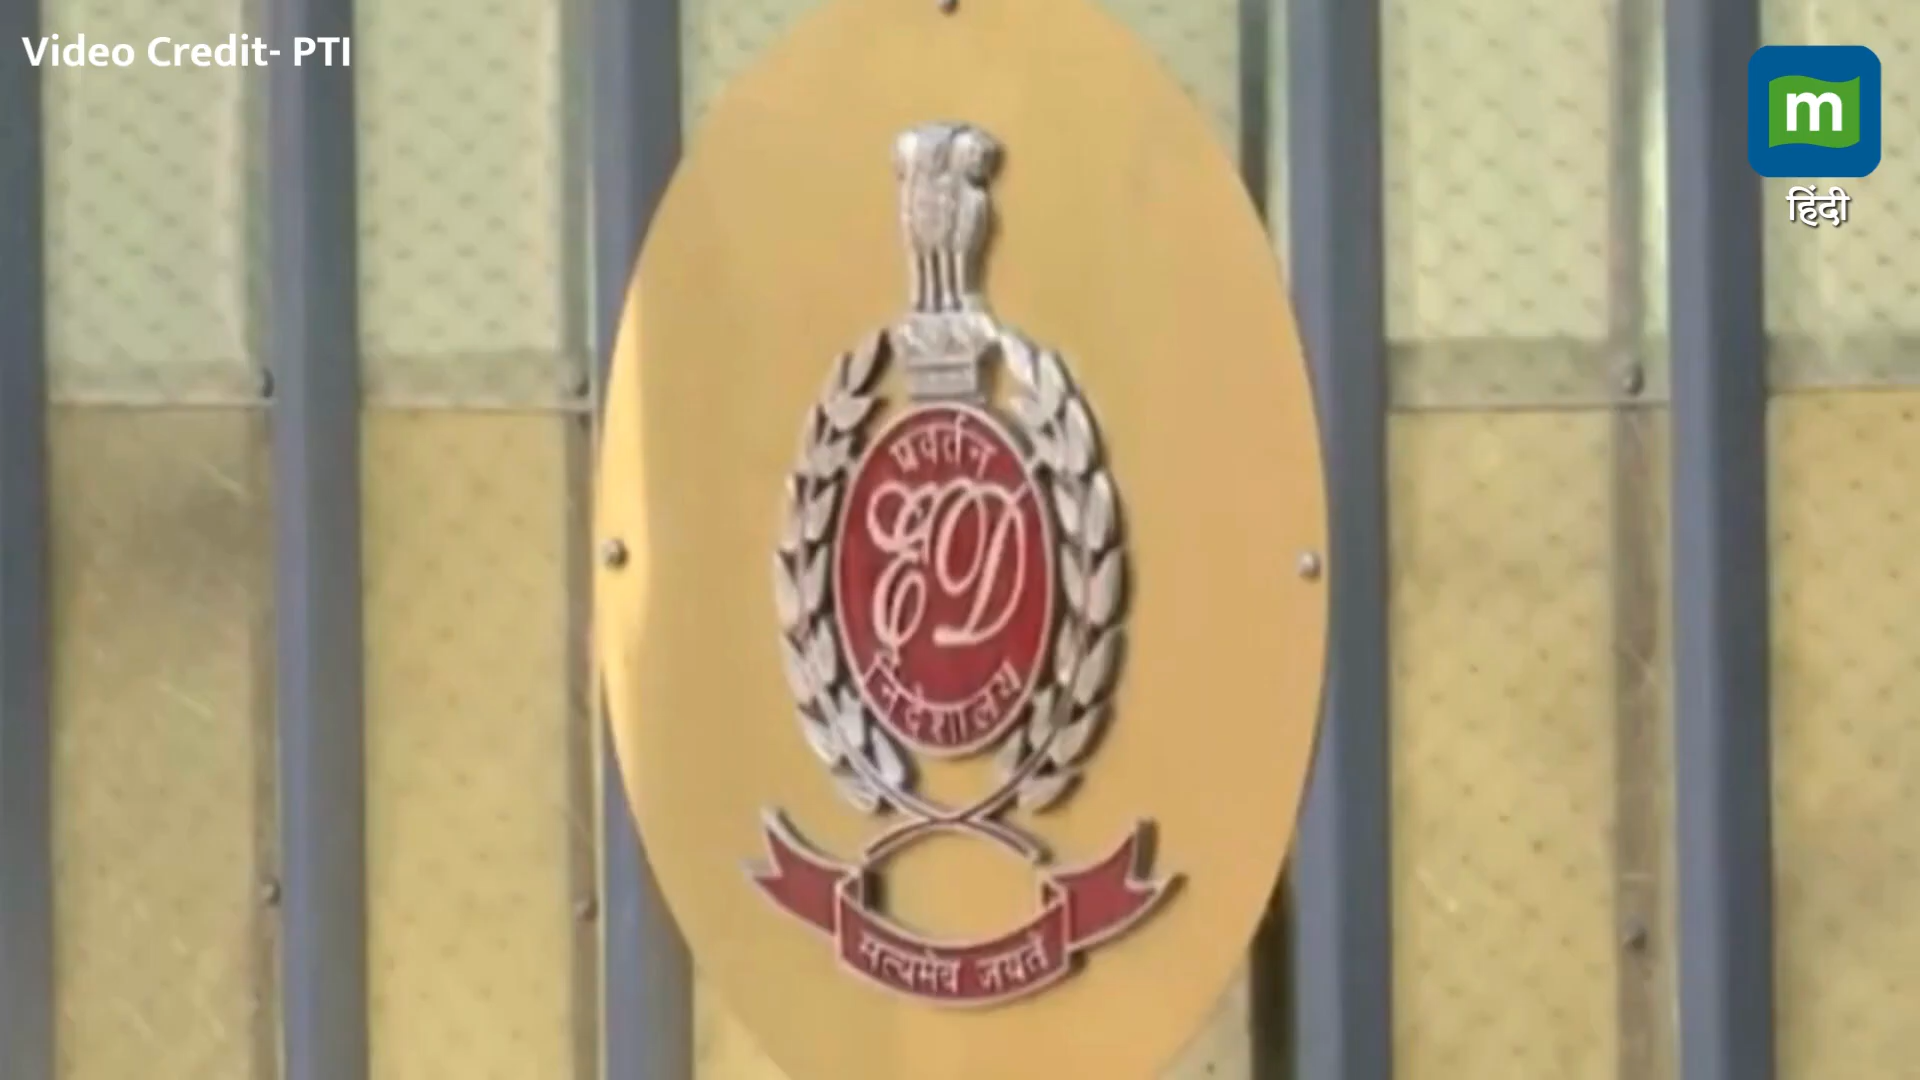 Video Credit- PTI
m
हिंदी
प्रवर्तन
ED
निदेशालय
सत्यमेव जयते